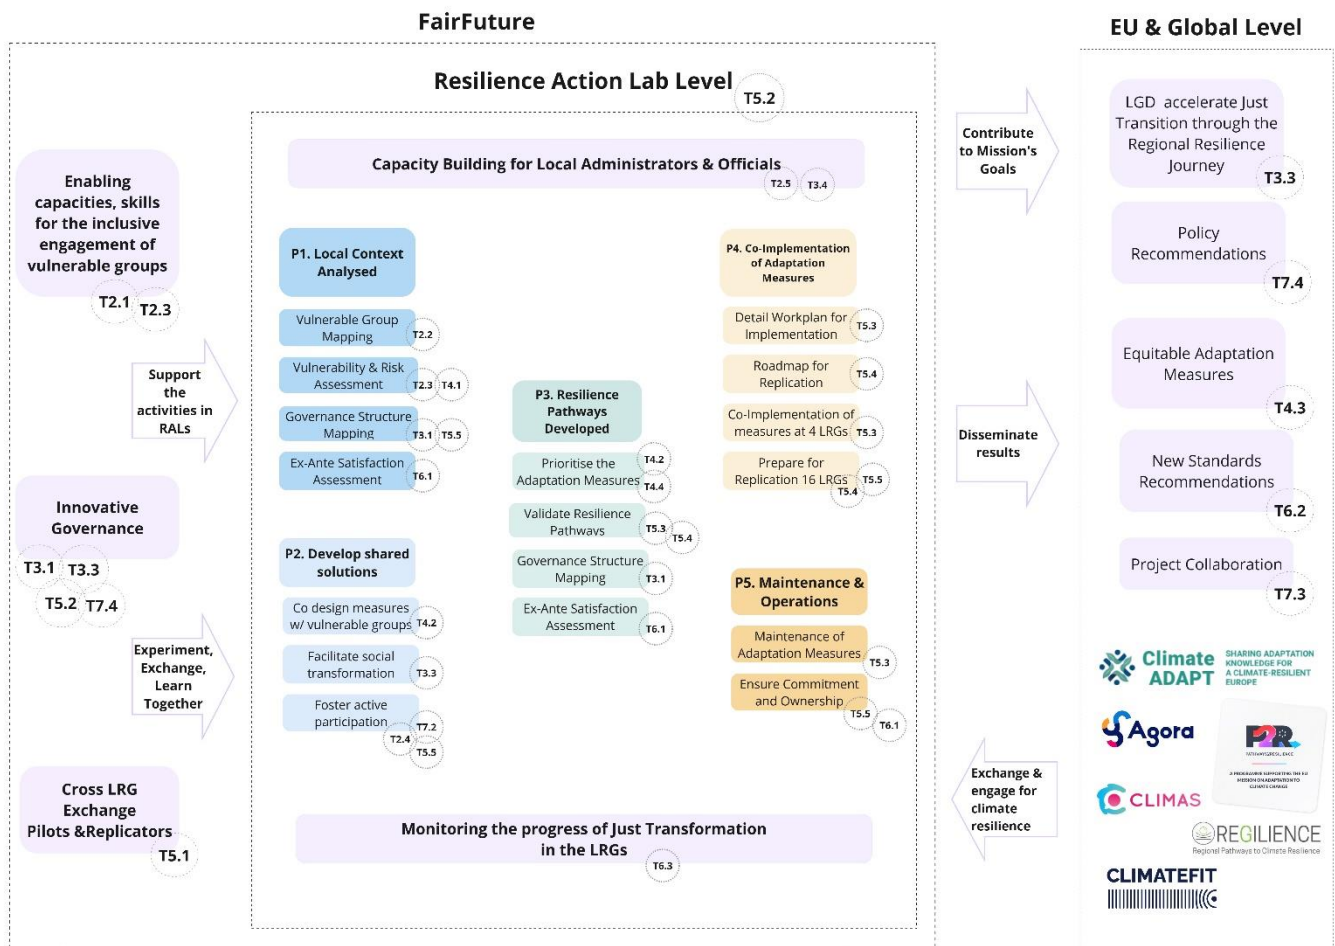 FairFuture
EU & Global Level
Resilience Action Lab Level
T5.2
Capacity Building for Local Administrators & Officials
T2.5
T3.4
Enabling
capacities, skills
for the inclusive
engagement of
vulnerable groups
T2.1
T2.3
Support
the
activities in
RALs
Innovative
Governance
T3.1
T3.3
T5.2
T7.4
Experiment,
Exchange,
Learn
Together
Cross LRG
Exchange
Pilots &Replicators
T5.1
P1. Local Context
Analysed
Vulnerable Group
Mapping
T2.2
Vulnerability & Risk
Assessment
T2.3
T4.1
Governance Structure
Mapping
T3.1
T5.5
Ex-Ante Satisfaction
Assessment
T6.1
P2. Develop shared
solutions
Co design measures
w/ vulnerable groups
T4.2
Facilitate social
transformation
T3.3
Foster active
participation
T7.2
T2.4
T5.5
P3. Resilience
Pathways
Developed
Prioritise the
Adaptation Measures
T4.2
T4.4
Validate Resilience
Pathways
T5.3
T5.4
Governance Structure
Mapping
T3.1
Ex-Ante Satisfaction
Assessment
T6.1
P4. Co-Implementation
of Adaptation
Measures
Detail Workplan for
Implementation
T5.3
Roadmap for
Replication
T5.4
Co-Implementation of
measures at 4 LRGs
T5.3
Prepare for
Replication 16 LRGs
T5.4
T5.5
P5. Maintenance &
Operations
Maintenance of
Adaptation Measures
T5.3
Ensure Commitment
and Ownership
T5.5
T6.1
Monitoring the progress of Just Transformation
in the LRGs
T6.3
Contribute
to Mission's
Goals
Disseminate
results
Exchange &
engage for
climate
resilience
LGD accelerate Just
Transition through the
Regional Resilience
Journey
T3.3
Policy
Recommendations
T7.4
Equitable Adaptation
Measures
T4.3
New Standards
Recommendations
T6.2
Project Collaboration
T7.3
Climate
ADAPT
SHARING ADAPTATION
KNOWLEDGE FOR
A CLIMATE-RESILIENT
EUROPE
Agora
P2R
PATHWAYS2RESILIENCE
A PROGRAMME SUPPORTING THE EU
MISSION ON ADAPTATION TO
CLIMATE CHANGE
CLIMAS
REGILIENCE
Regional Pathways to Climate Resilience
CLIMATEFIT